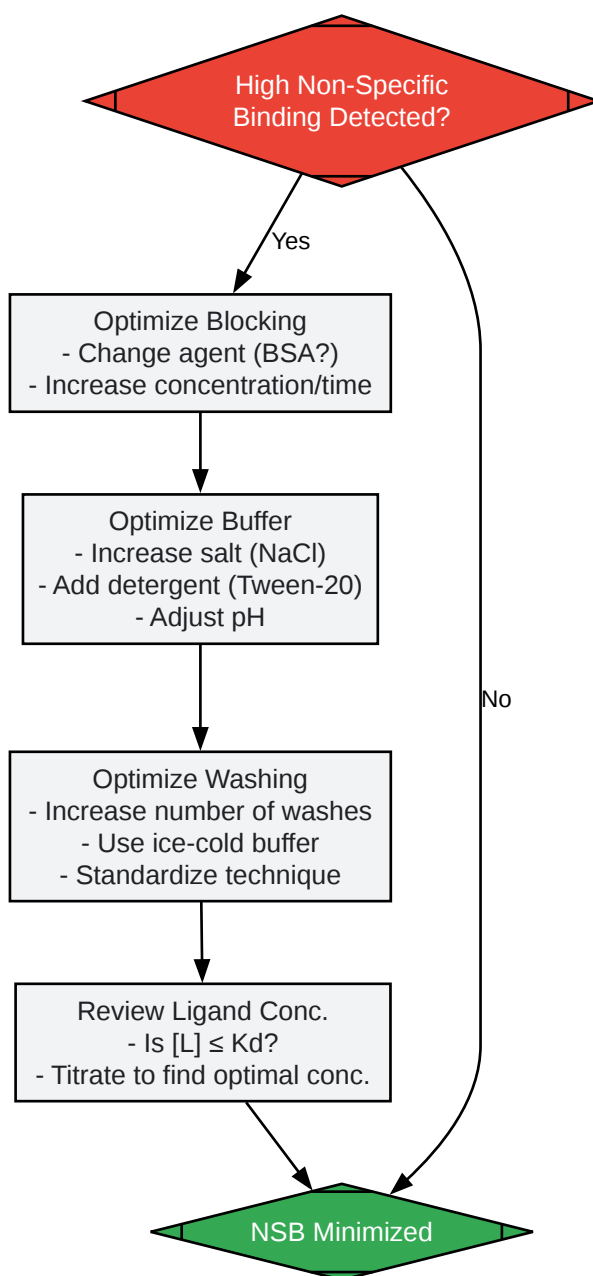 High Non-Specific
Binding Detected?
Yes
Optimize Blocking
- Change agent (BSA?)
- Increase concentration/time
Optimize Buffer
- Increase salt (NaCl)
- Add detergent (Tween-20)
- Adjust pH
No
Optimize Washing
- Increase number of washes
- Use ice-cold buffer
- Standardize technique
Review Ligand Conc.
- Is [L] ≤ Kd?
- Titrate to find optimal conc.
NSB Minimized